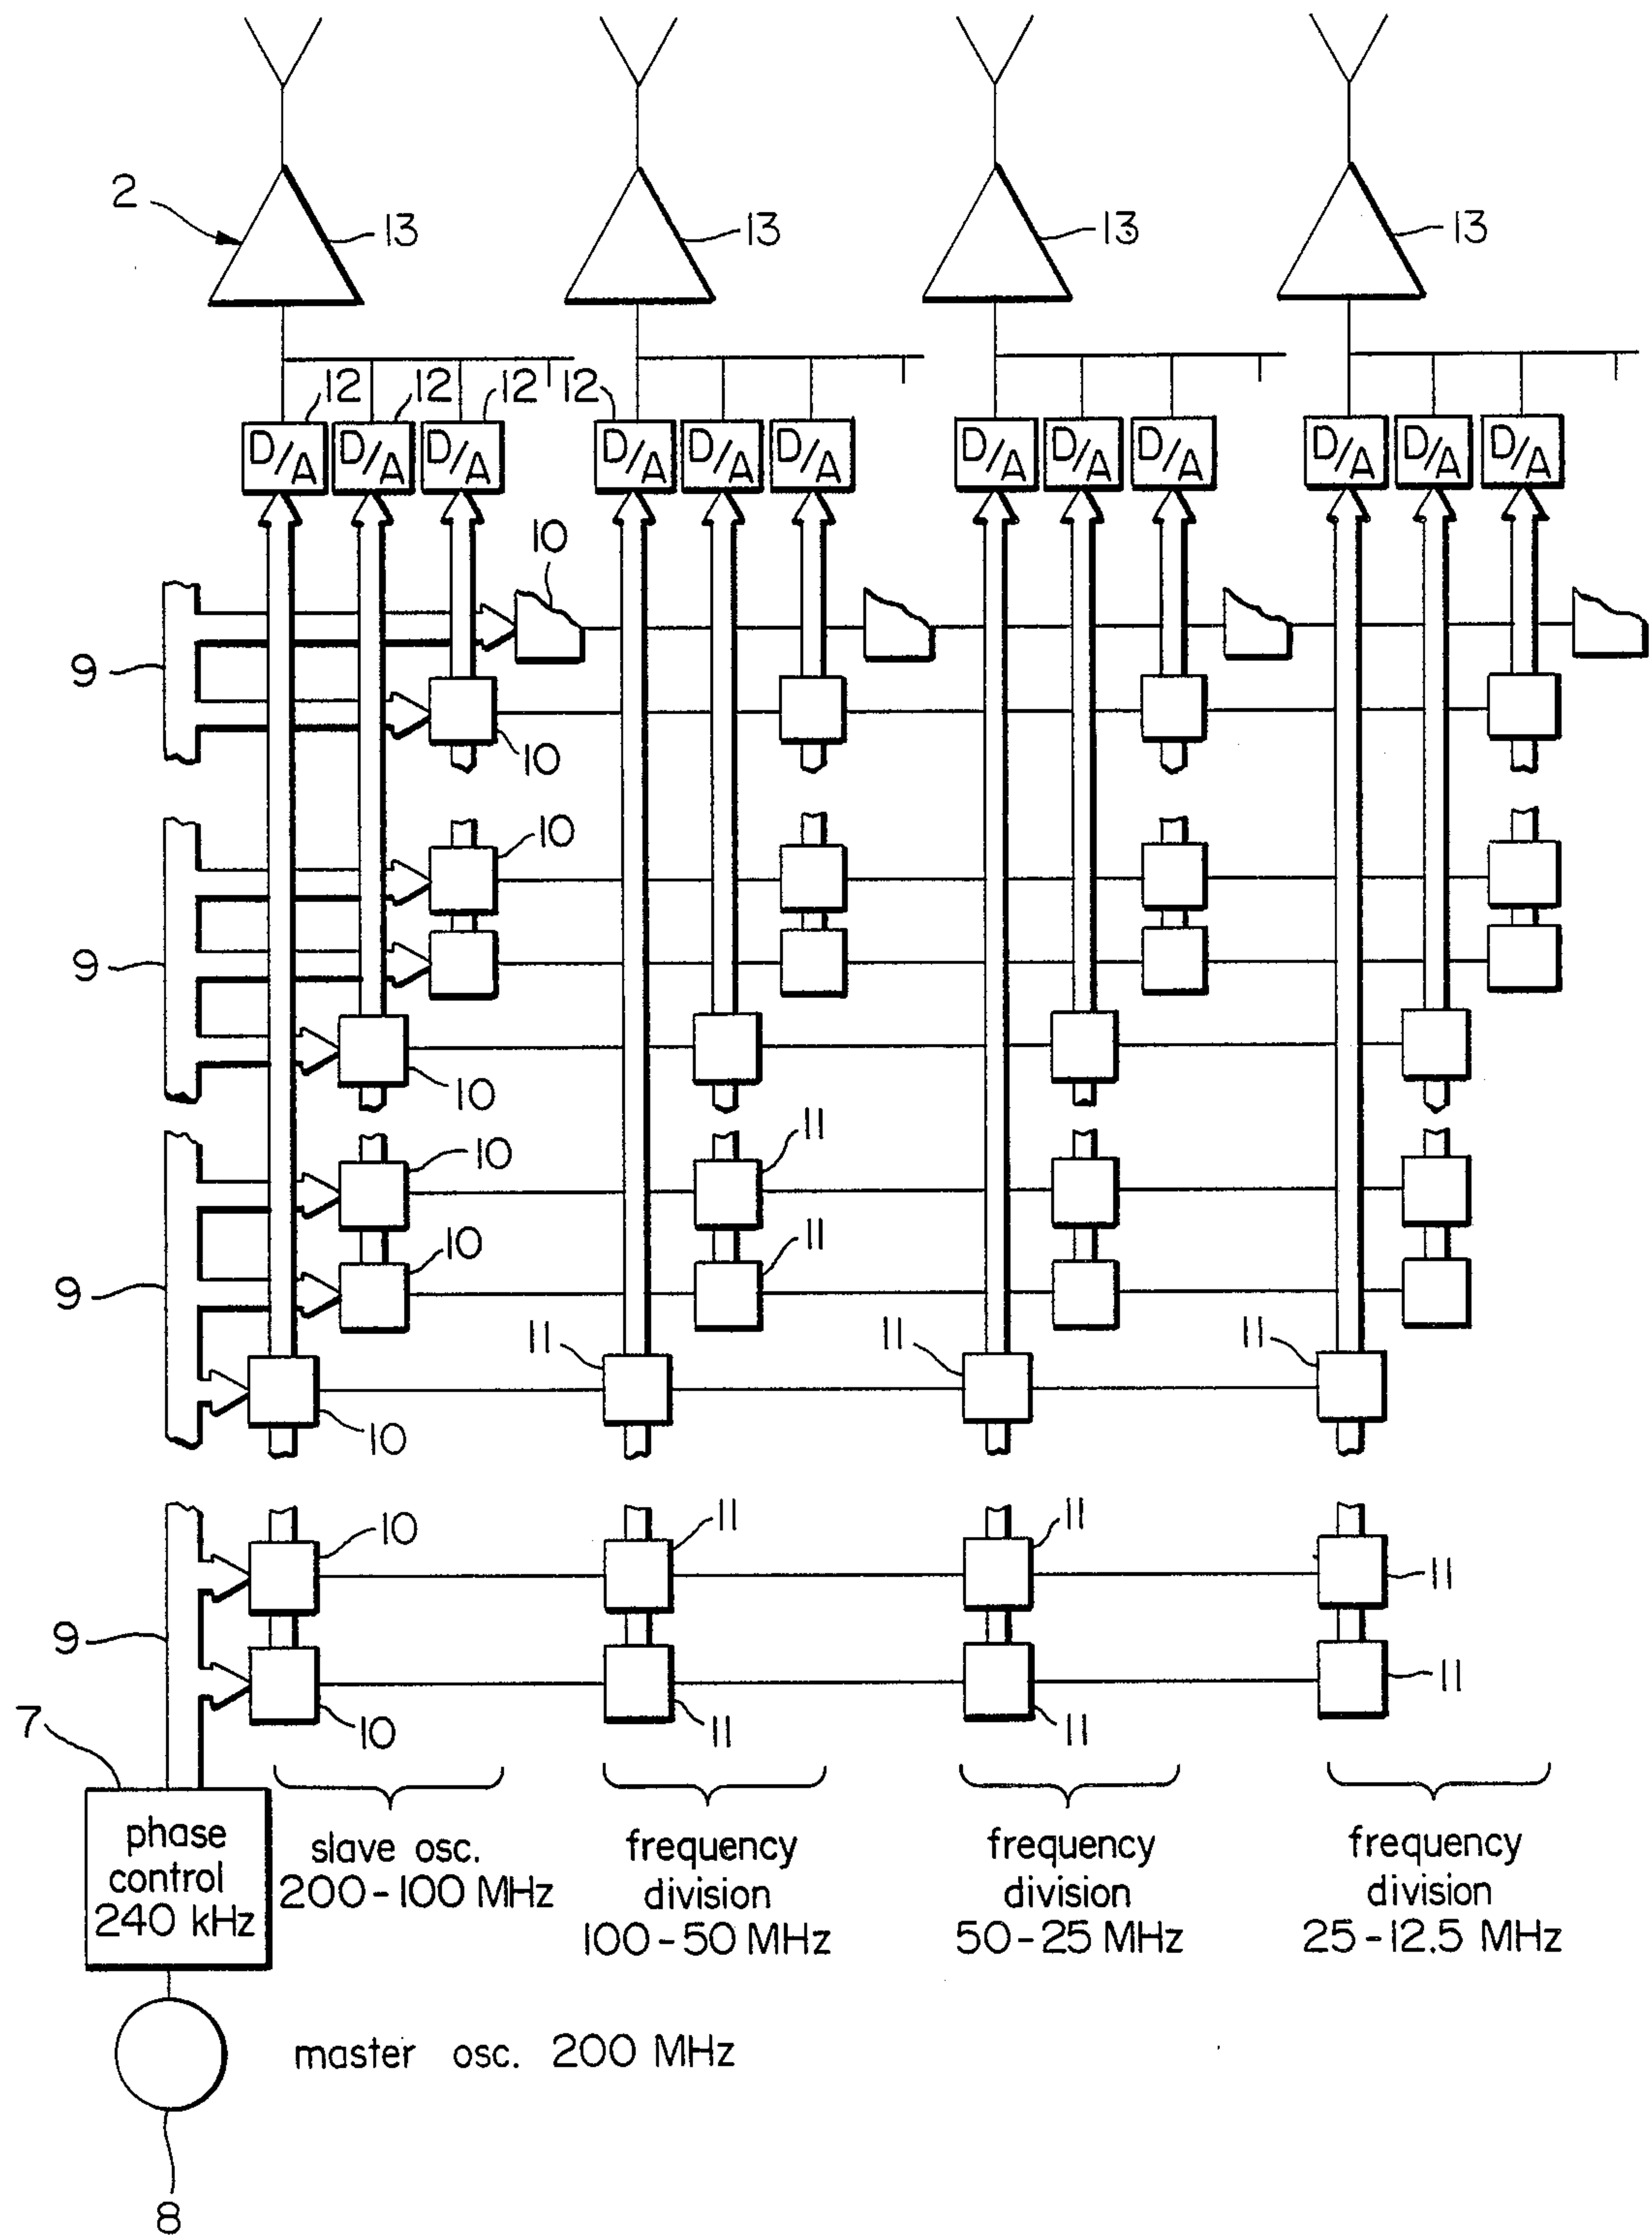 2
13
13
13
13
12
12
12
12
D/A
D/A
D/A
D/A
D/A
D/A
D/A
D/A
D/A
D/A
D/A
D/A
10
9
10
10
9
10
10
11
10
11
9
11
11
11
10
10
11
11
11
9
11
10
11
11
7
phase
control
240 kHz
slave osc.
200-100 MHz
frequency
division
100-50 MHz
frequency
division
50-25 MHz
frequency
division
25-12.5 MHz
master osc. 200 MHz
8